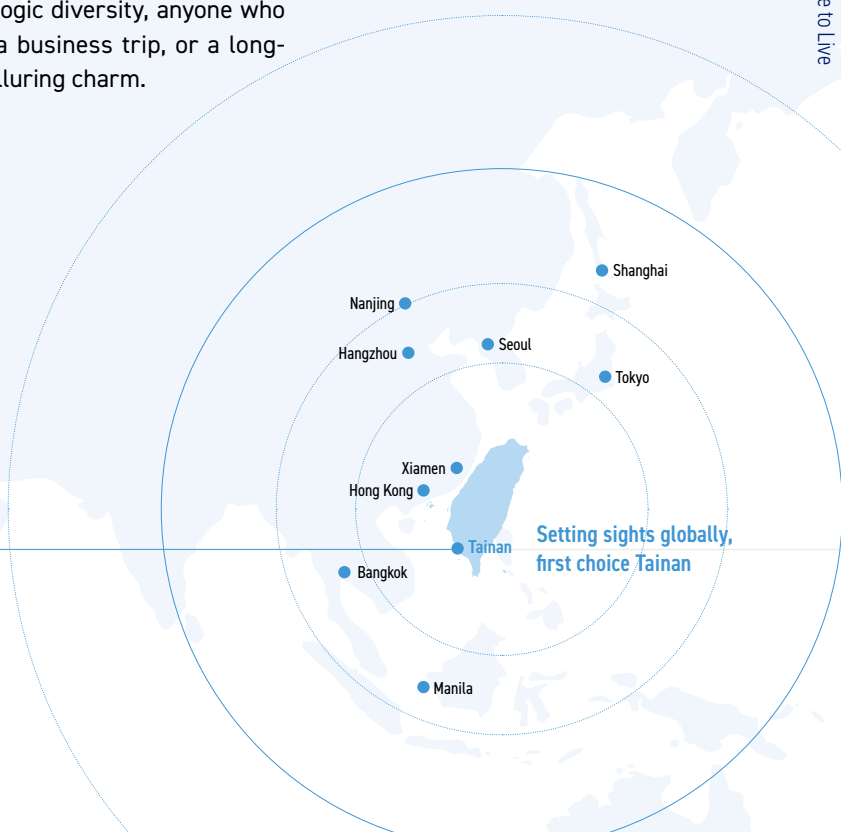 ogic diversity, anyone who
a business trip, or a long-
lluring charm.
e to Live
Shanghai
Nanjing
Seoul
Hangzhou
Tokyo
Xiamen
Hong Kong
Setting sights globally,
first choice Tainan
Tainan
Bangkok
Manila